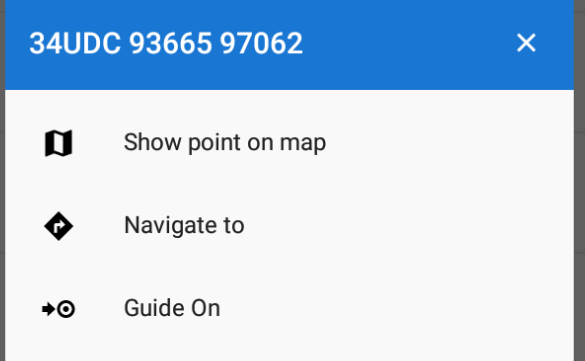 34UDC 93665 97062
Show point on map
Navigate to
Guide On